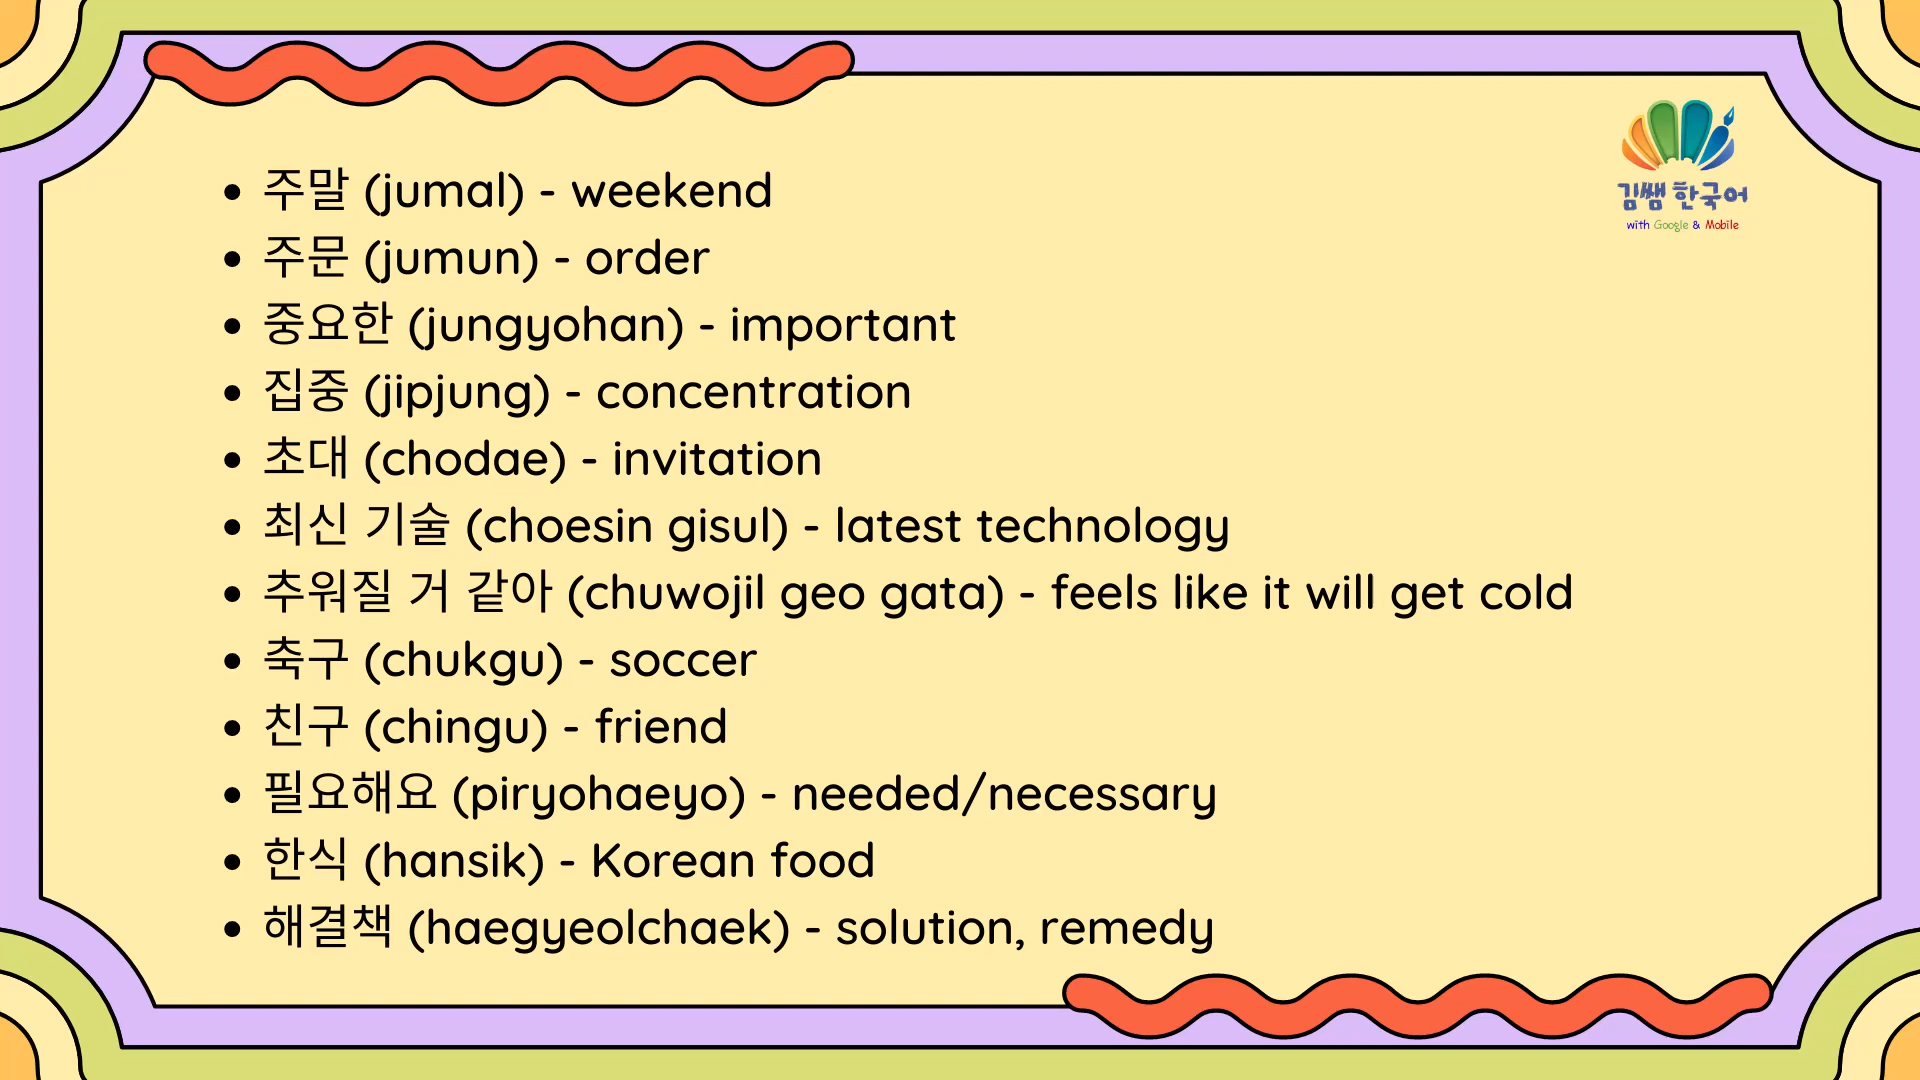 김쌤 한국어
with Google & Mobile
• 주말 (jumal) - weekend
• 주문 (jumun) - order
• 중요한 (jungyohan) - important
• 집중 (jipjung) - concentration
• 초대 (chodae) - invitation
• 최신 기술 (choesin gisul) - latest technology
• 추워질 거 같아 (chuwojil geo gata) - feels like it will get cold
• 축구 (chukgu) - soccer
• 친구 (chingu) - friend
• 필요해요 (piryohaeyo) - needed/necessary
• 한식 (hansik) - Korean food
• 해결책 (haegyeolchaek) - solution, remedy